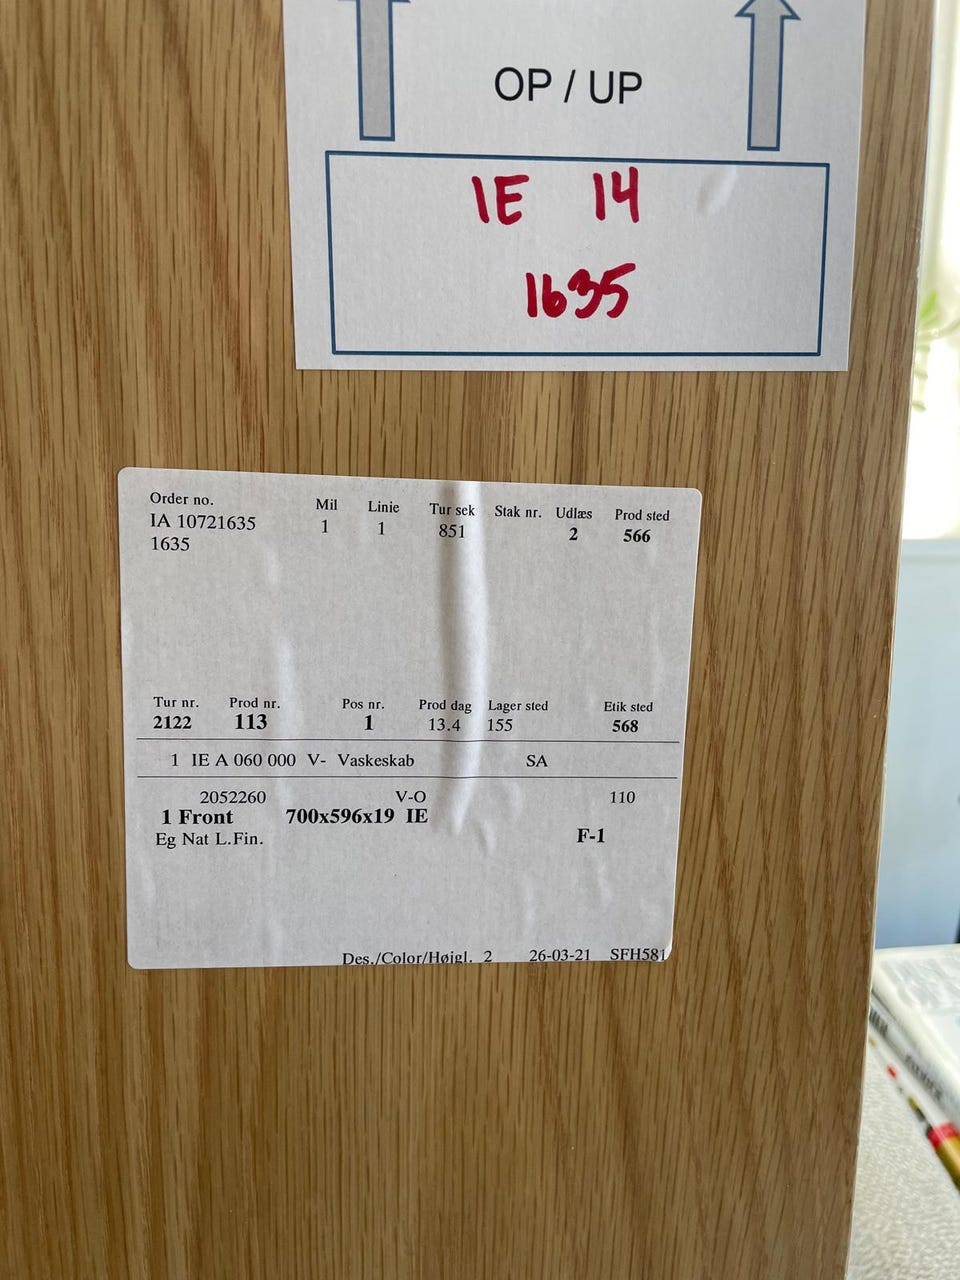 OP / UP
IE 14
1635
Order no. Mil Linie Tur sek Stak nr. Udlæs Prod sted
IA 10721635 1 1 851 2 566
1635
Tur nr. Prod nr. Pos nr. Prod dag Lager sted Etik sted
2122 113 1 13.4 155 568
1 IE A 060 000 V- Vaskeskab SA
2052260 V-O 110
1 Front 700x596x19 IE
Eg Nat L.Fin. F-1
Des./Color/Højgl. 2 26-03-21 SFH581